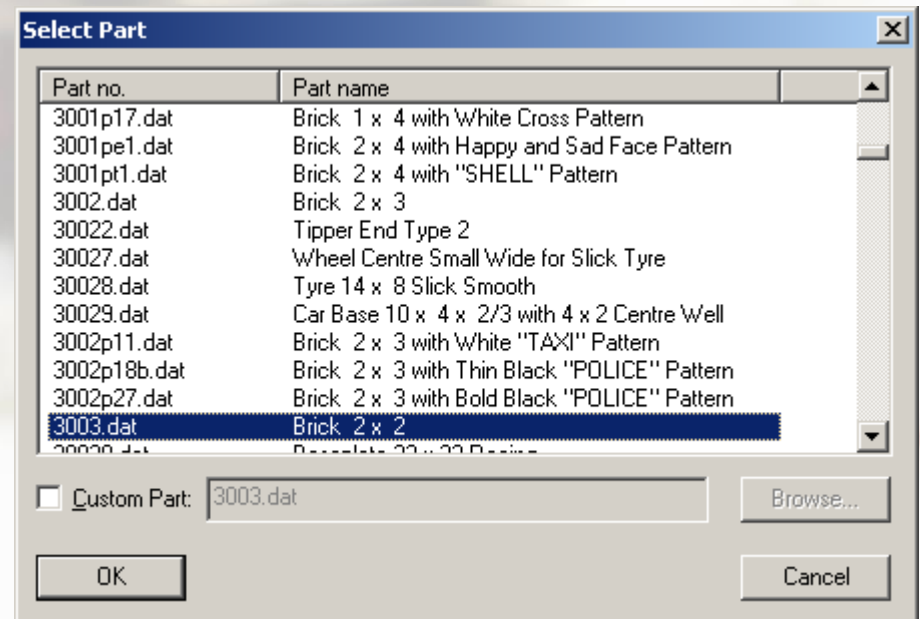 Select Part
Part no. Part name
3001p17.dat Brick 1 x 4 with White Cross Pattern
3001pe1.dat Brick 2 x 4 with Happy and Sad Face Pattern
3001pt1.dat Brick 2 x 4 with "SHELL" Pattern
3002.dat Brick 2 x 3
30022.dat Tipper End Type 2
30027.dat Wheel Centre Small Wide for Slick Tyre
30028.dat Tyre 14 x 8 Slick Smooth
30029.dat Car Base 10 x 4 x 2/3 with 4 x 2 Centre Well
3002p11.dat Brick 2 x 3 with White "TAXI" Pattern
3002p18b.dat Brick 2 x 3 with Thin Black "POLICE" Pattern
3002p27.dat Brick 2 x 3 with Bold Black "POLICE" Pattern
3003.dat Brick 2 x 2
Custom Part: 3003.dat Browse...
OK Cancel